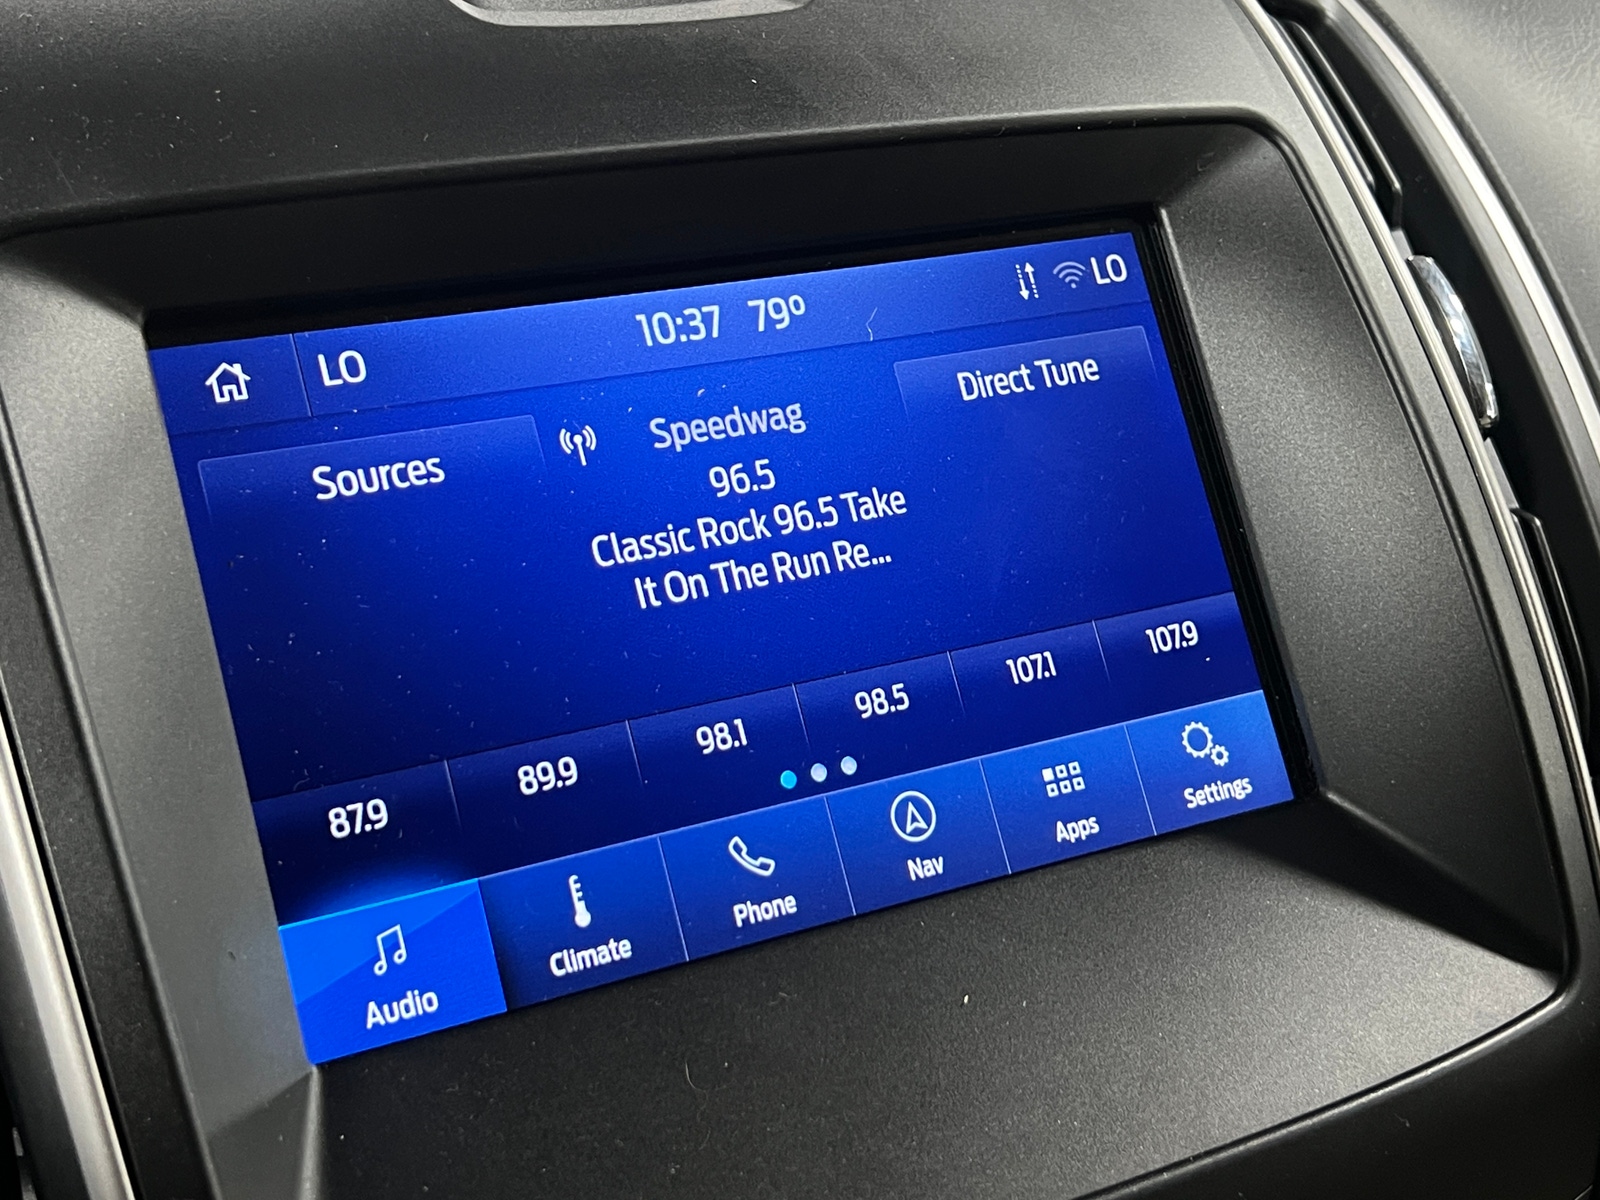 LO
10:37 79°
LO
Sources
Speedwag
Direct Tune
96.5
Classic Rock 96.5 Take
It On The Run Re...
87.9
89.9
98.1
98.5
107.1
107.9
Audio
Climate
Phone
Nav
Apps
Settings